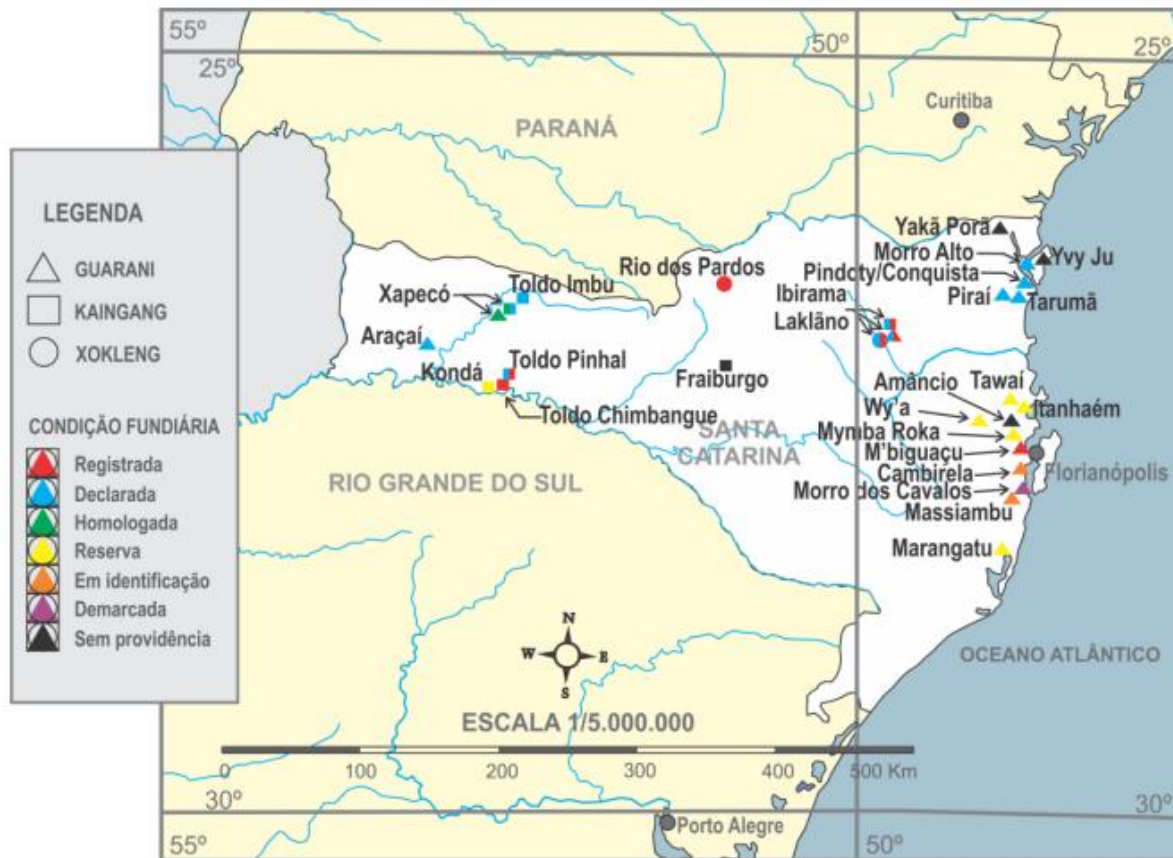 55º
25º
50º
25º
Curitiba
PARANÁ
LEGENDA
GUARANI
KAINGANG
XOKLENG
CONDIÇÃO FUNDIÁRIA
Registrada
Declarada
Homologada
Reserva
Em identificação
Demarcada
Sem providência
Yakã Porã
Morro Alto
Yvy Ju
Pindoty/Conquista
Piraí
Tarumã
Rio dos Pardos
Ibirama
Laklãno
Toldo Imbu
Xapecó
Araçaí
Toldo Pinhal
Kondá
Toldo Chimbangue
Fraiburgo
Amâncio
Tawaí
Itanhaém
Wy'a
Mymba Roka
M'biguaçu
Cambirela
Florianópolis
Morro dos Cavalos
Massiambu
Marangatu
SANTA
CATARINA
RIO GRANDE DO SUL
N
W
E
S
OCEANO ATLÂNTICO
ESCALA 1/5.000.000
0 100 200 300 400 500 Km
30º
30º
Porto Alegre
55º
50º